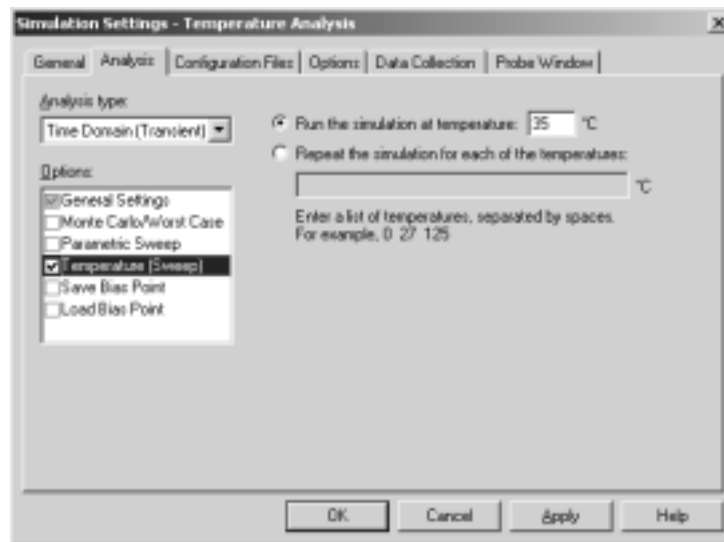 Simulation Settings - Temperature Analysis
General Analysis Configuration Files Options Data Collection Probe Window
Analysis type:
Time Domain (Transient)
Options:
General Settings
Monte Carlo/Worst Case
Parametric Sweep
Temperature (Sweep)
Save Bias Point
Load Bias Point
Run the simulation at temperature: 35 °C
Repeat the simulation for each of the temperatures:
°C
Enter a list of temperatures, separated by spaces.
For example, 0 27 125
OK Cancel Apply Help